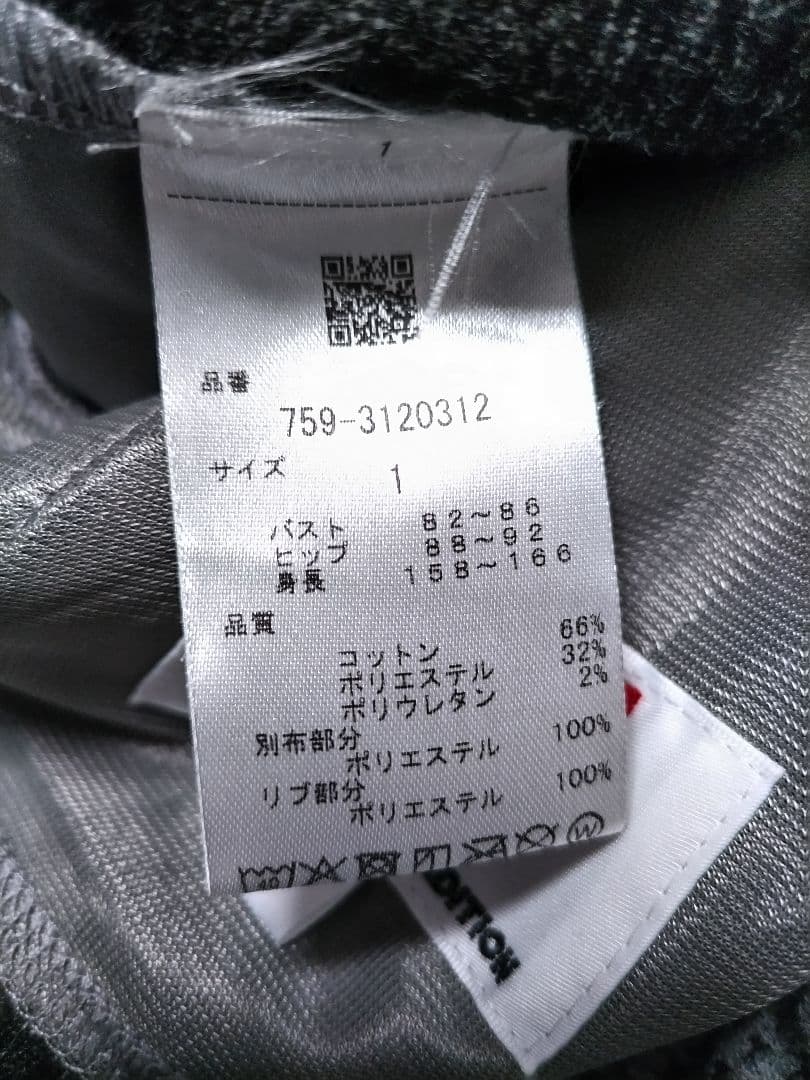 1
品番
759-3120312
サイズ
1
バスト 82～86
ヒップ 88～92
身長 158～166
品質
コットン 66%
ポリエステル 32%
ポリウレタン 2%
別布部分
ポリエステル 100%
リブ部分
ポリエステル 100%
40
W
DITION